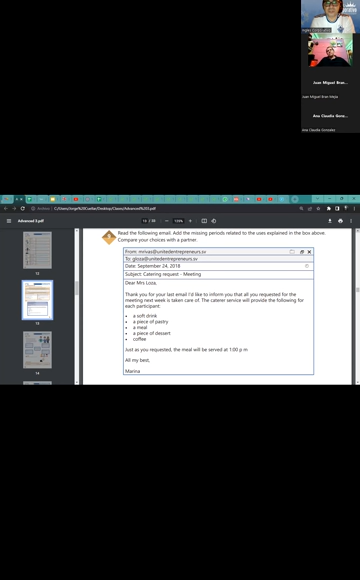 Juan Miguel Bran...
Juan Miguel Bran Mejia
Ana Claudia Gonz...
Ana Claudia Gonzalez
Advanced 3.pdf
Read the following email. Add the missing periods related to the uses explained in the box above.
Compare your choices with a partner.
From: mrivas@unitedentrepreneurs.sv
To: gloza@unitedentrepreneurs.sv
Date: September 24, 2018
Subject: Catering request - Meeting
Dear Mrs Loza,
Thank you for your last email I'd like to inform you that all you requested for the
meeting next week is taken care of. The caterer service will provide the following for
each participant:
• a soft drink
• a piece of pastry
• a meal
• a piece of dessert
• coffee
Just as you requested, the meal will be served at 1:00 p m
All my best,
Marina
12
13
14